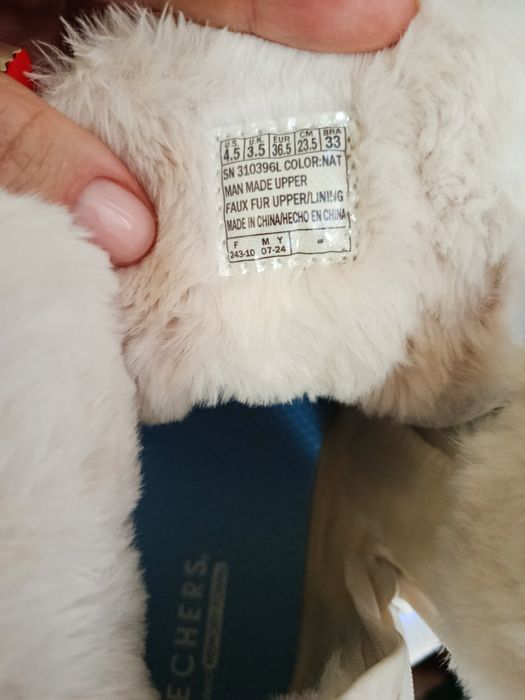 U.S. U.K. EUR CM BRA
4.5 3.5 36.5 23.5 33
SN 310396L COLOR:NAT
MAN MADE UPPER
FAUX FUR UPPER/LINING
MADE IN CHINA/HECHO EN CHINA
F M Y
243-10 07-24
ECHERS.